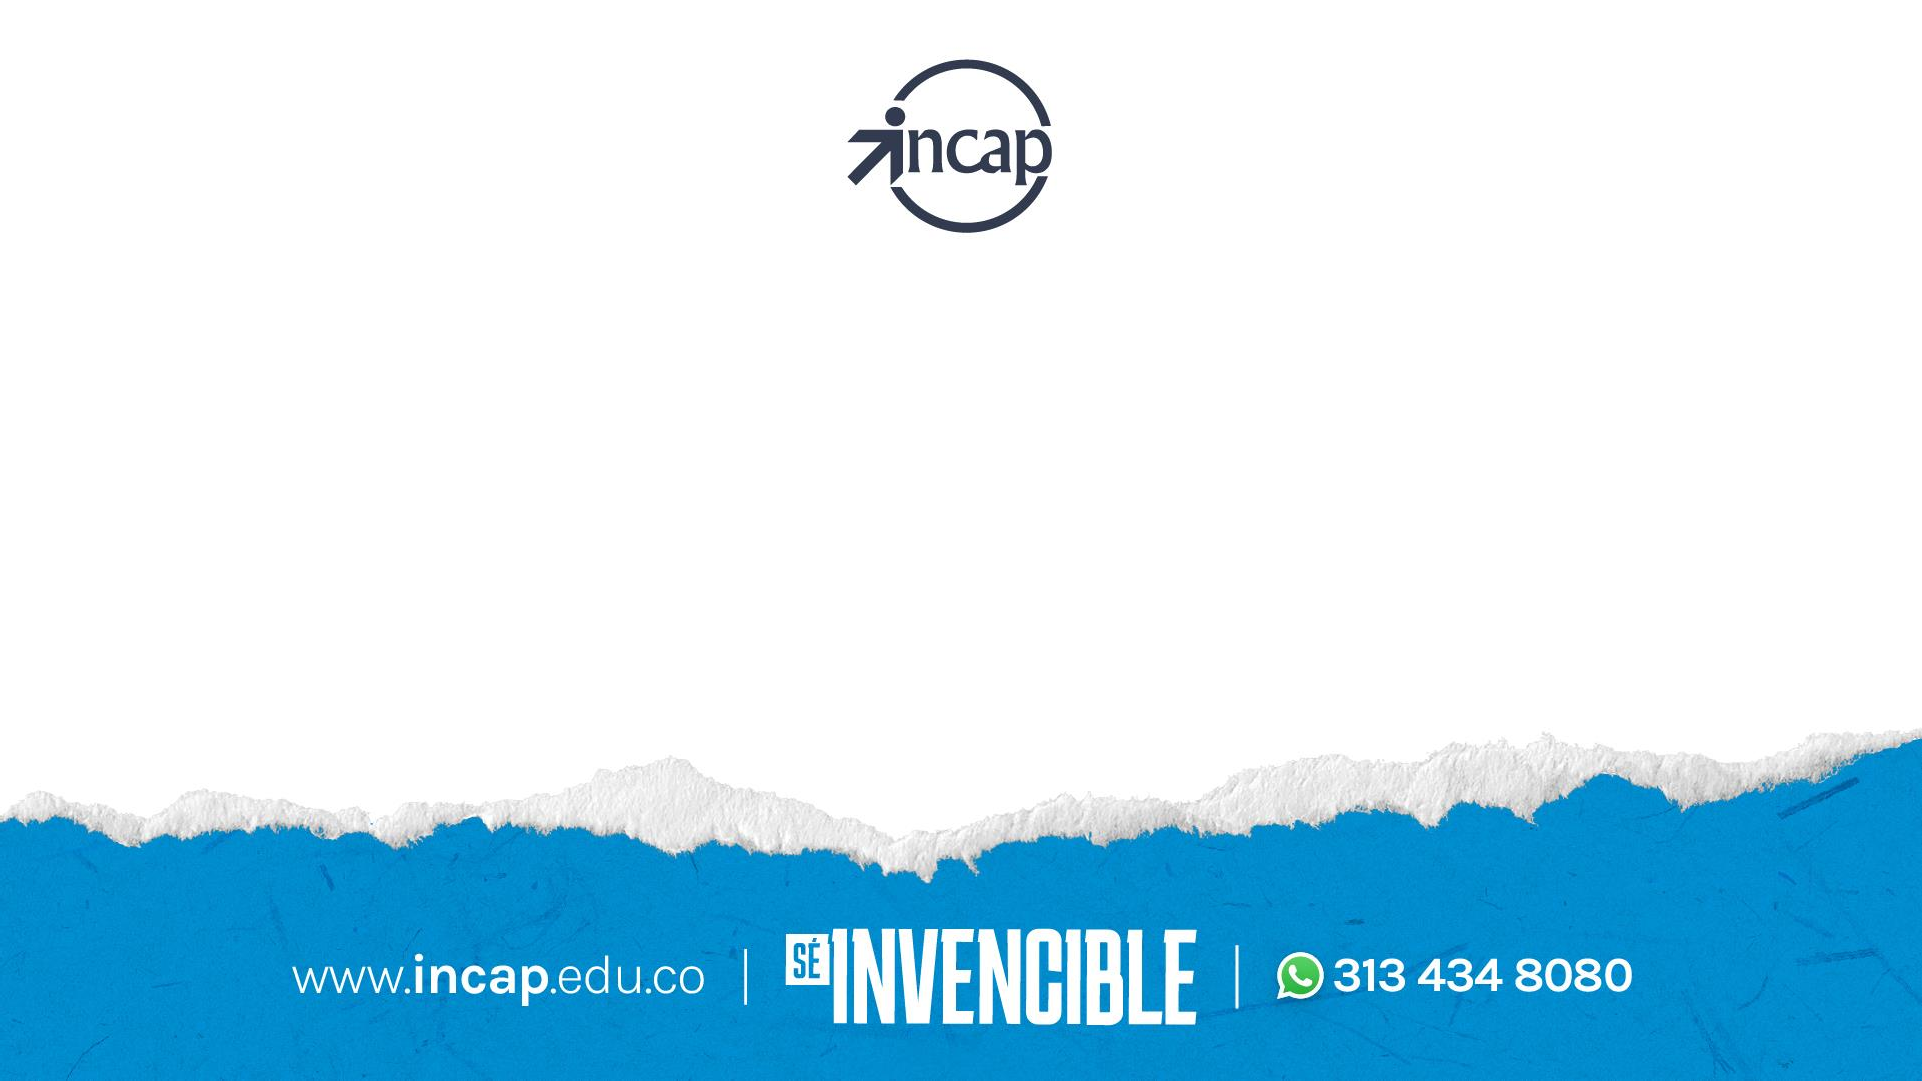 incap
www.incap.edu.co
SÉ INVENCIBLE
313 434 8080